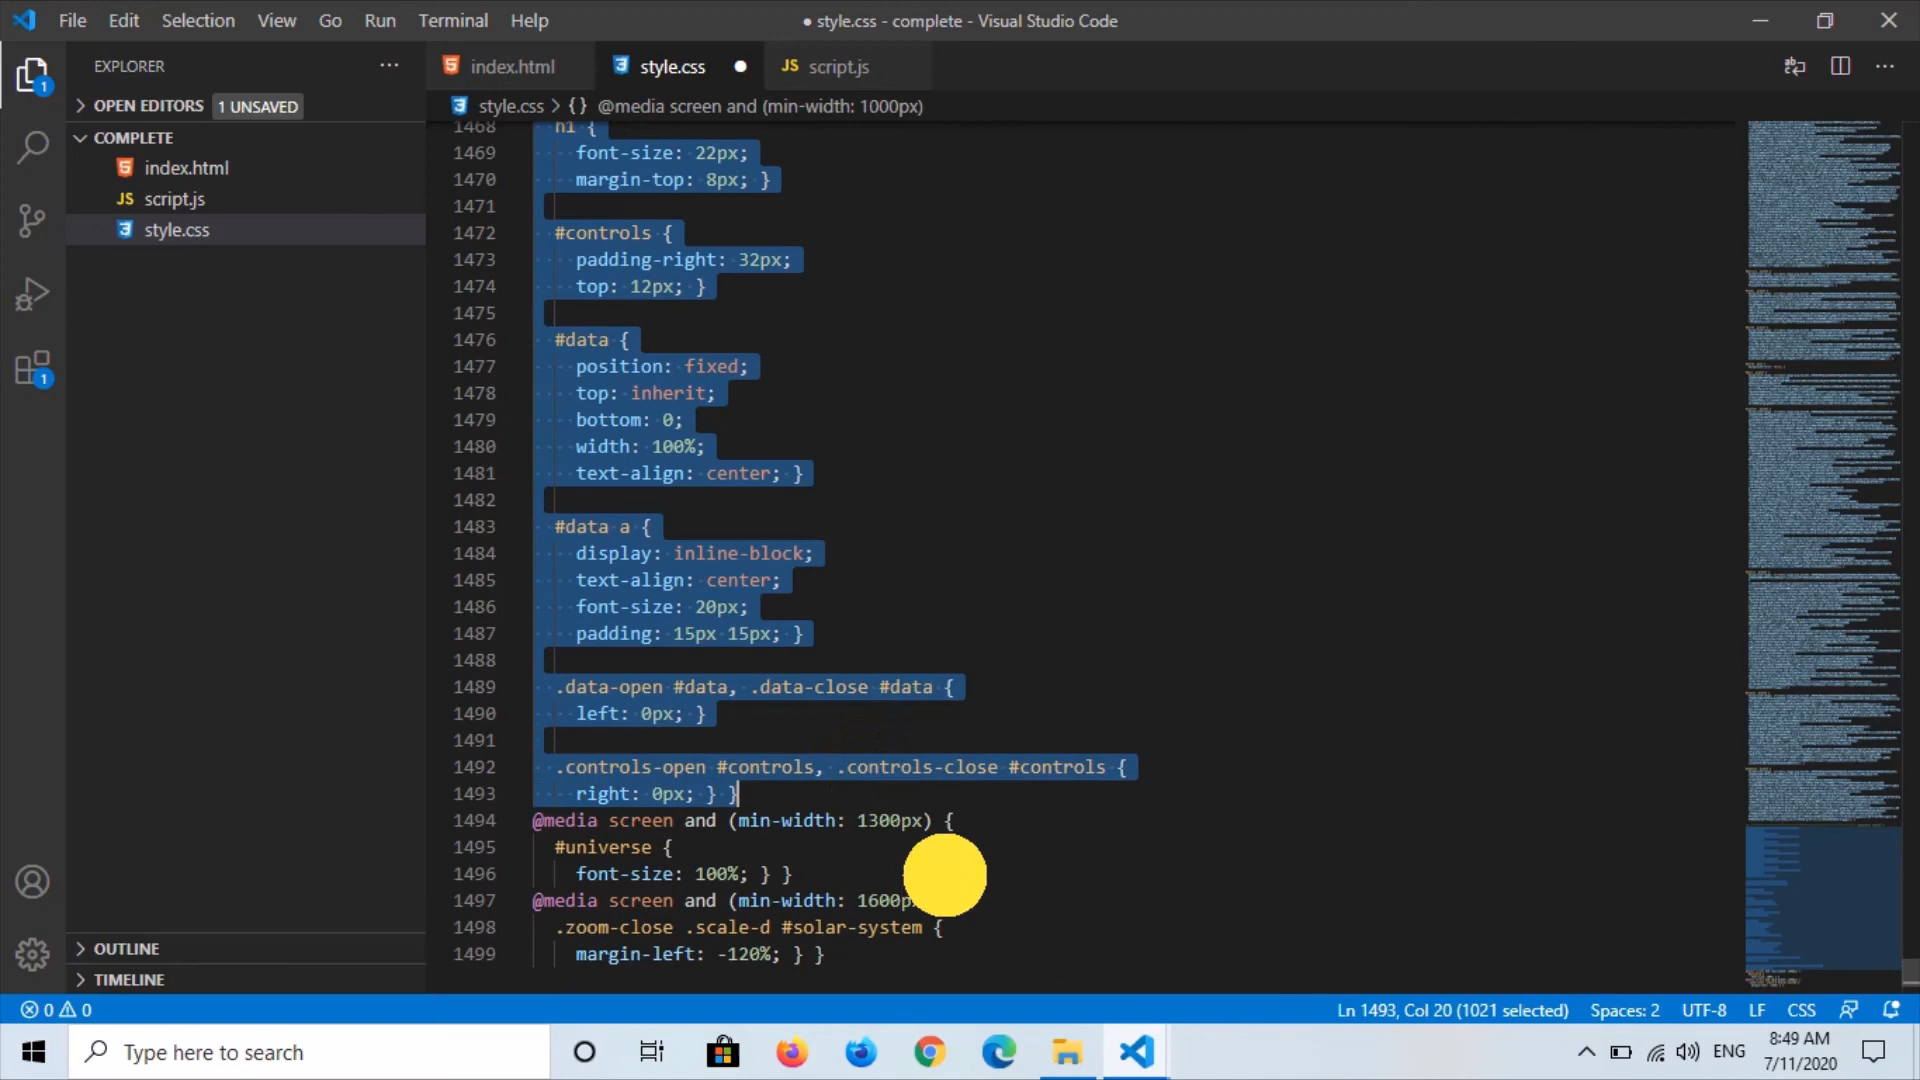 File Edit Selection View Go Run Terminal Help
● style.css - complete - Visual Studio Code
EXPLORER
index.html
style.css
JS script.js
OPEN EDITORS 1 UNSAVED
style.css > {} @media screen and (min-width: 1000px)
COMPLETE
index.html
JS script.js
style.css
1468 h1 {
1469 font-size: 22px;
1470 margin-top: 8px; }
1471
1472 #controls {
1473 padding-right: 32px;
1474 top: 12px; }
1475
1476 #data {
1477 position: fixed;
1478 top: inherit;
1479 bottom: 0;
1480 width: 100%;
1481 text-align: center; }
1482
1483 #data a {
1484 display: inline-block;
1485 text-align: center;
1486 font-size: 20px;
1487 padding: 15px 15px; }
1488
1489 .data-open #data, .data-close #data {
1490 left: 0px; }
1491
1492 .controls-open #controls, .controls-close #controls {
1493 right: 0px; } }
1494 @media screen and (min-width: 1300px) {
1495 #universe {
1496 font-size: 100%; } }
1497 @media screen and (min-width: 1600p
1498 .zoom-close .scale-d #solar-system {
1499 margin-left: -120%; } }
OUTLINE
TIMELINE
1
1
0 0
Ln 1493, Col 20 (1021 selected) Spaces: 2 UTF-8 LF CSS
Type here to search
ENG
8:49 AM
7/11/2020